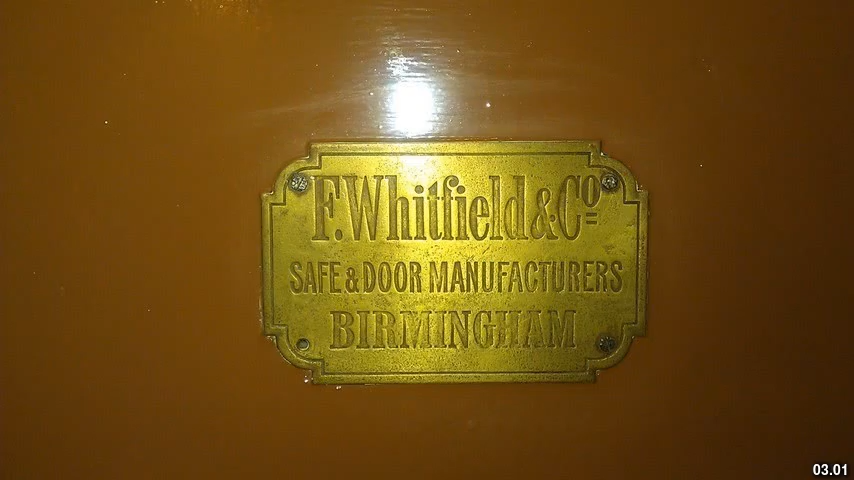 F. Whitfield & Co
SAFE & DOOR MANUFACTURERS
BIRMINGHAM
03.01